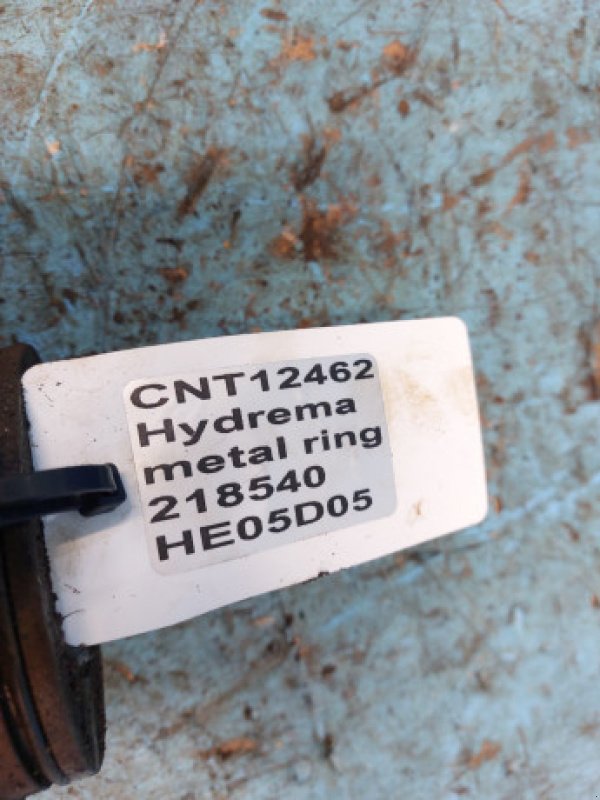 CNT12462
Hydrema
metal ring
218540
HE05D05